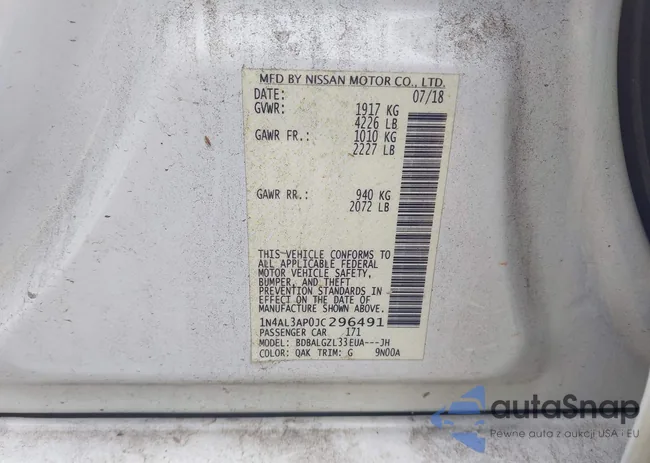 MFD BY NISSAN MOTOR CO., LTD.
DATE: 07/18
GVWR: 1917 KG
4226 LB
GAWR FR.: 1010 KG
2227 LB
GAWR RR.: 940 KG
2072 LB
THIS VEHICLE CONFORMS TO
ALL APPLICABLE FEDERAL
MOTOR VEHICLE SAFETY,
BUMPER, AND THEFT
PREVENTION STANDARDS IN
EFFECT ON THE DATE OF
MANUFACTURE SHOWN ABOVE.
1N4AL3AP0JC296491
PASSENGER CAR 171
MODEL: BDBALGZL33EUA---JH
COLOR: QAK TRIM: G 9N00A
autaSnap
Pewne auta z aukcji USA • EU